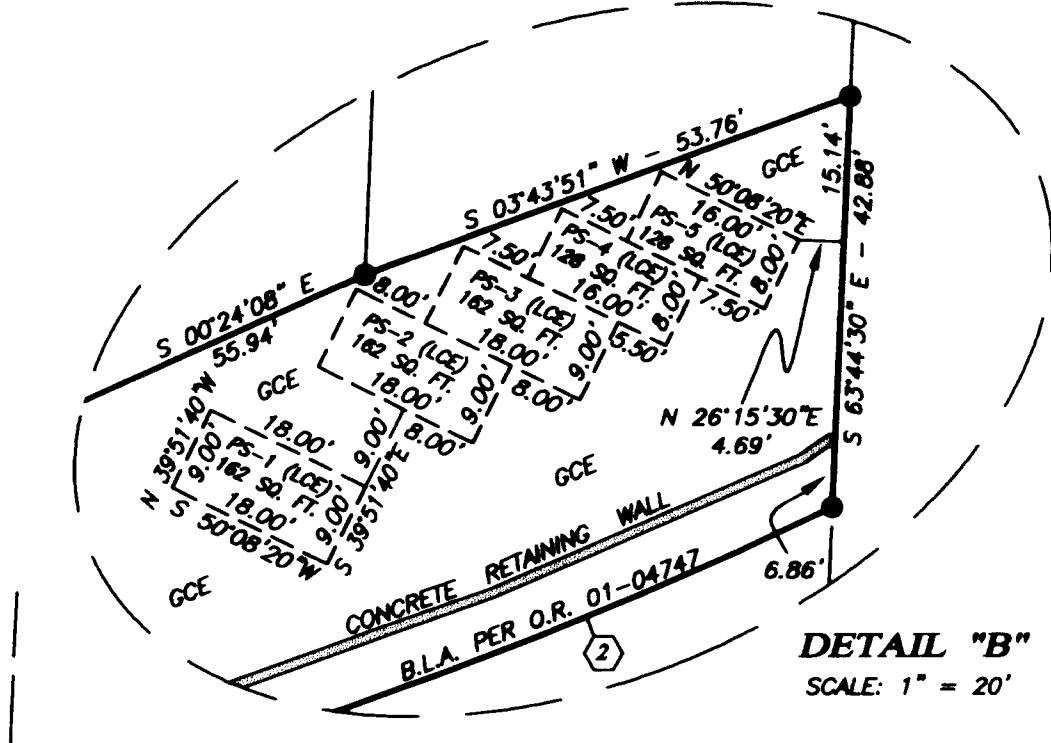 S 03°43'51" W - 53.76'
GCE
15.14'
S 63°44'30" E - 42.88'
N 50°08'20"E
16.00'
PS-5 (LCE)
128 SQ. FT.
8.00'
7.50'
7.50'
PS-4 (LCE)
128 SQ. FT.
16.00'
8.00'
5.50'
7.50'
PS-3 (LCE)
162 SQ. FT.
18.00'
9.00'
8.00'
8.00'
PS-2 (LCE)
162 SQ. FT.
18.00'
9.00'
8.00'
S 00°24'08" E
55.94'
GCE
N 39°51'40"W
18.00'
9.00'
PS-1 (LCE)
162 SQ. FT.
9.00'
9.00'
18.00'
S 50°08'20"W
S 39°51'40"E
N 26°15'30"E
4.69'
GCE
GCE
CONCRETE RETAINING WALL
6.86'
B.L.A. PER O.R. 01-04747
2
DETAIL "B"
SCALE: 1" = 20'